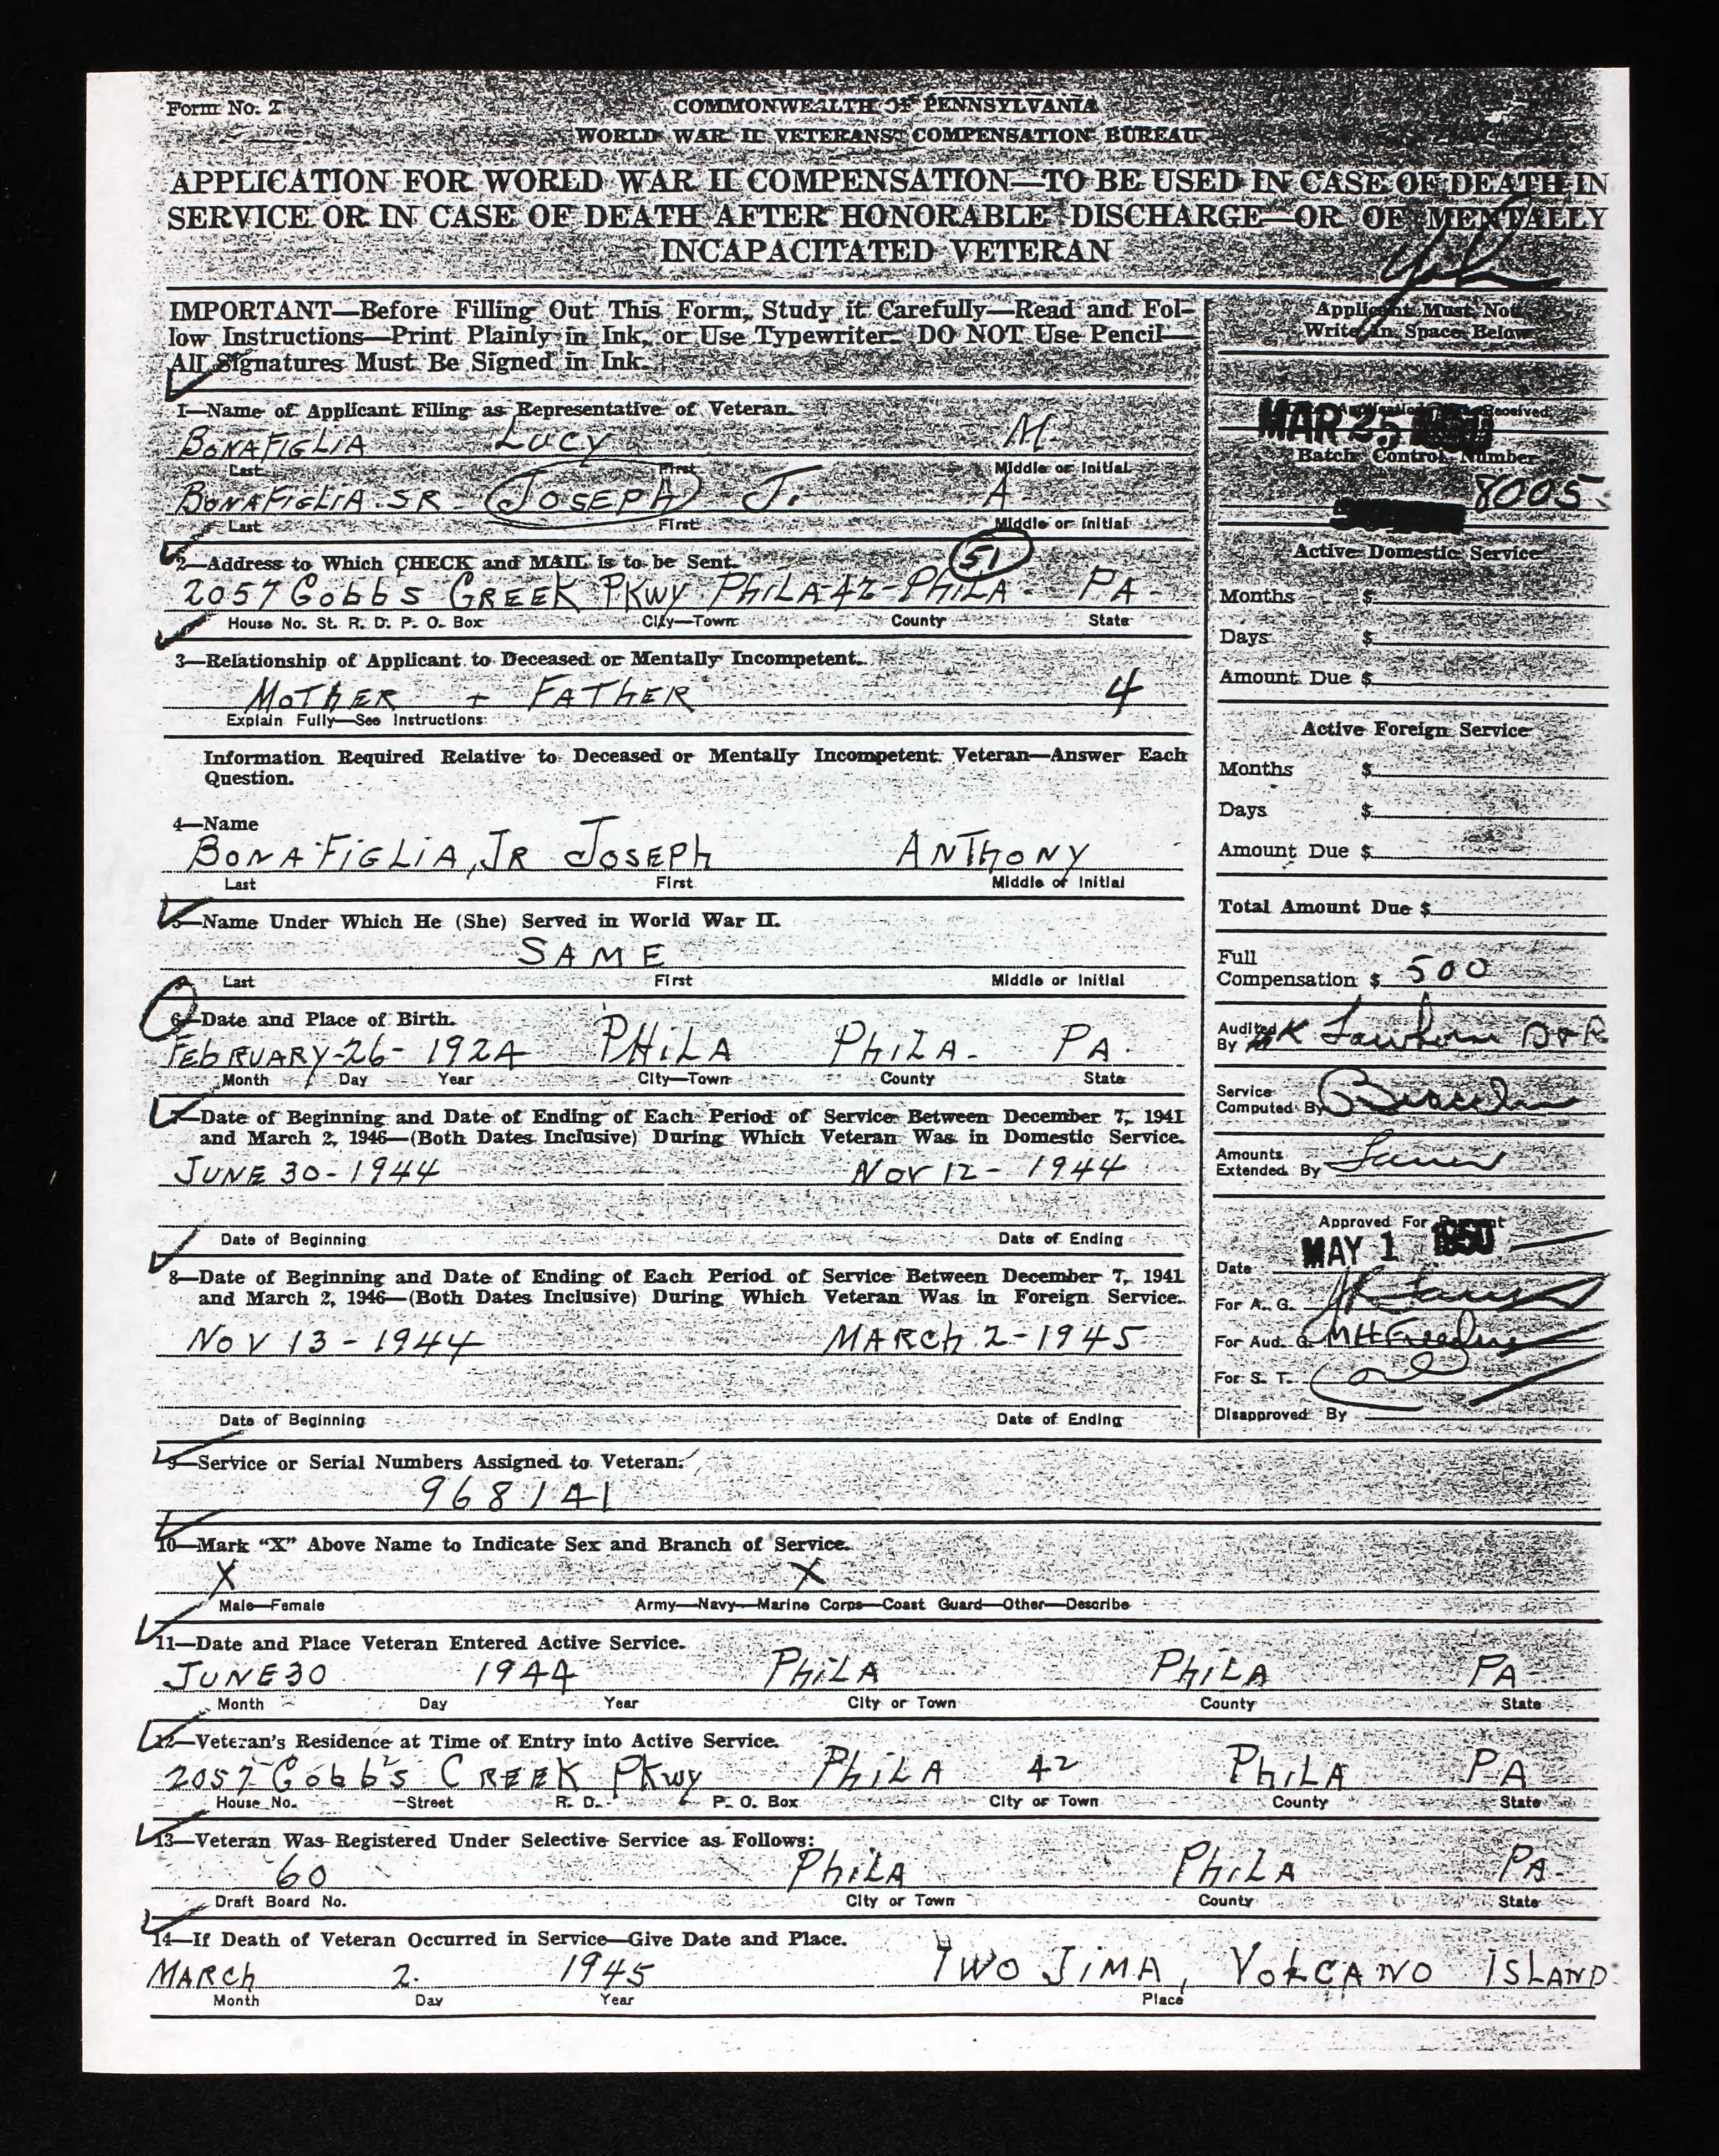 Form No. 2
COMMONWEALTH OF PENNSYLVANIA
WORLD WAR II VETERANS' COMPENSATION BUREAU
APPLICATION FOR WORLD WAR II COMPENSATION—TO BE USED IN CASE OF DEATH IN
SERVICE OR IN CASE OF DEATH AFTER HONORABLE DISCHARGE—OR OF MENTALLY
INCAPACITATED VETERAN
IMPORTANT—Before Filling Out This Form, Study it Carefully—Read and Fol-
low Instructions—Print Plainly in Ink, or Use Typewriter. DO NOT Use Pencil—
All Signatures Must Be Signed in Ink.
1—Name of Applicant Filing as Representative of Veteran.
BONAFIGLIA LUCY M.
Last First Middle or Initial
BONAFIGLIA SR JOSEPH J. A
Last First Middle or Initial
2—Address to Which CHECK and MAIL is to be Sent. 51
2057 Cobbs CREEK PKWY PHILA 42-PHILA- PA-
House No. St. R. D. P. O. Box City—Town County State
3—Relationship of Applicant to Deceased or Mentally Incompetent.
MOTHER + FATHER 4
Explain Fully—See Instructions
Information Required Relative to Deceased or Mentally Incompetent Veteran—Answer Each
Question.
4—Name
BONAFIGLIA, JR JOSEPH ANTHONY
Last First Middle or Initial
5—Name Under Which He (She) Served in World War II.
SAME
Last First Middle or Initial
6—Date and Place of Birth.
FEBRUARY-26-1924 PHILA PHILA- PA.
Month Day Year City—Town County State
7—Date of Beginning and Date of Ending of Each Period of Service Between December 7, 1941
and March 2, 1946—(Both Dates Inclusive) During Which Veteran Was in Domestic Service.
JUNE 30-1944 NOV 12- 1944
Date of Beginning Date of Ending
8—Date of Beginning and Date of Ending of Each Period of Service Between December 7, 1941
and March 2, 1946—(Both Dates Inclusive) During Which Veteran Was in Foreign Service.
NOV 13-1944 MARCH 2-1945
Date of Beginning Date of Ending
Applicant Must Not
Write In Space Below
Application Received
MAR 25 1950
Batch Control Number
8005
Active Domestic Service
Months $
Days $
Amount Due $
Active Foreign Service
Months $
Days $
Amount Due $
Total Amount Due $
Full
Compensation $ 500
Audited
By
Service
Computed By
Amounts
Extended By
Approved For Payment
Date MAY 1 1950
For A. G.
For Aud. G.
For S. T.
Disapproved By
9—Service or Serial Numbers Assigned to Veteran.
968141
10—Mark "X" Above Name to Indicate Sex and Branch of Service.
X X
Male—Female Army—Navy—Marine Corps—Coast Guard—Other—Describe
11—Date and Place Veteran Entered Active Service.
JUNE 30 1944 PHILA PHILA PA-
Month Day Year City or Town County State
12—Veteran's Residence at Time of Entry into Active Service.
2057 Cobb's CREEK PKWY PHILA 42 PHILA PA
House No. Street R. D. P. O. Box City or Town County State
13—Veteran Was Registered Under Selective Service as Follows:
60 PHILA PHILA PA-
Draft Board No. City or Town County State
14—If Death of Veteran Occurred in Service—Give Date and Place.
MARCH 2. 1945 IWO JIMA, VOLCANO ISLAND.
Month Day Year Place